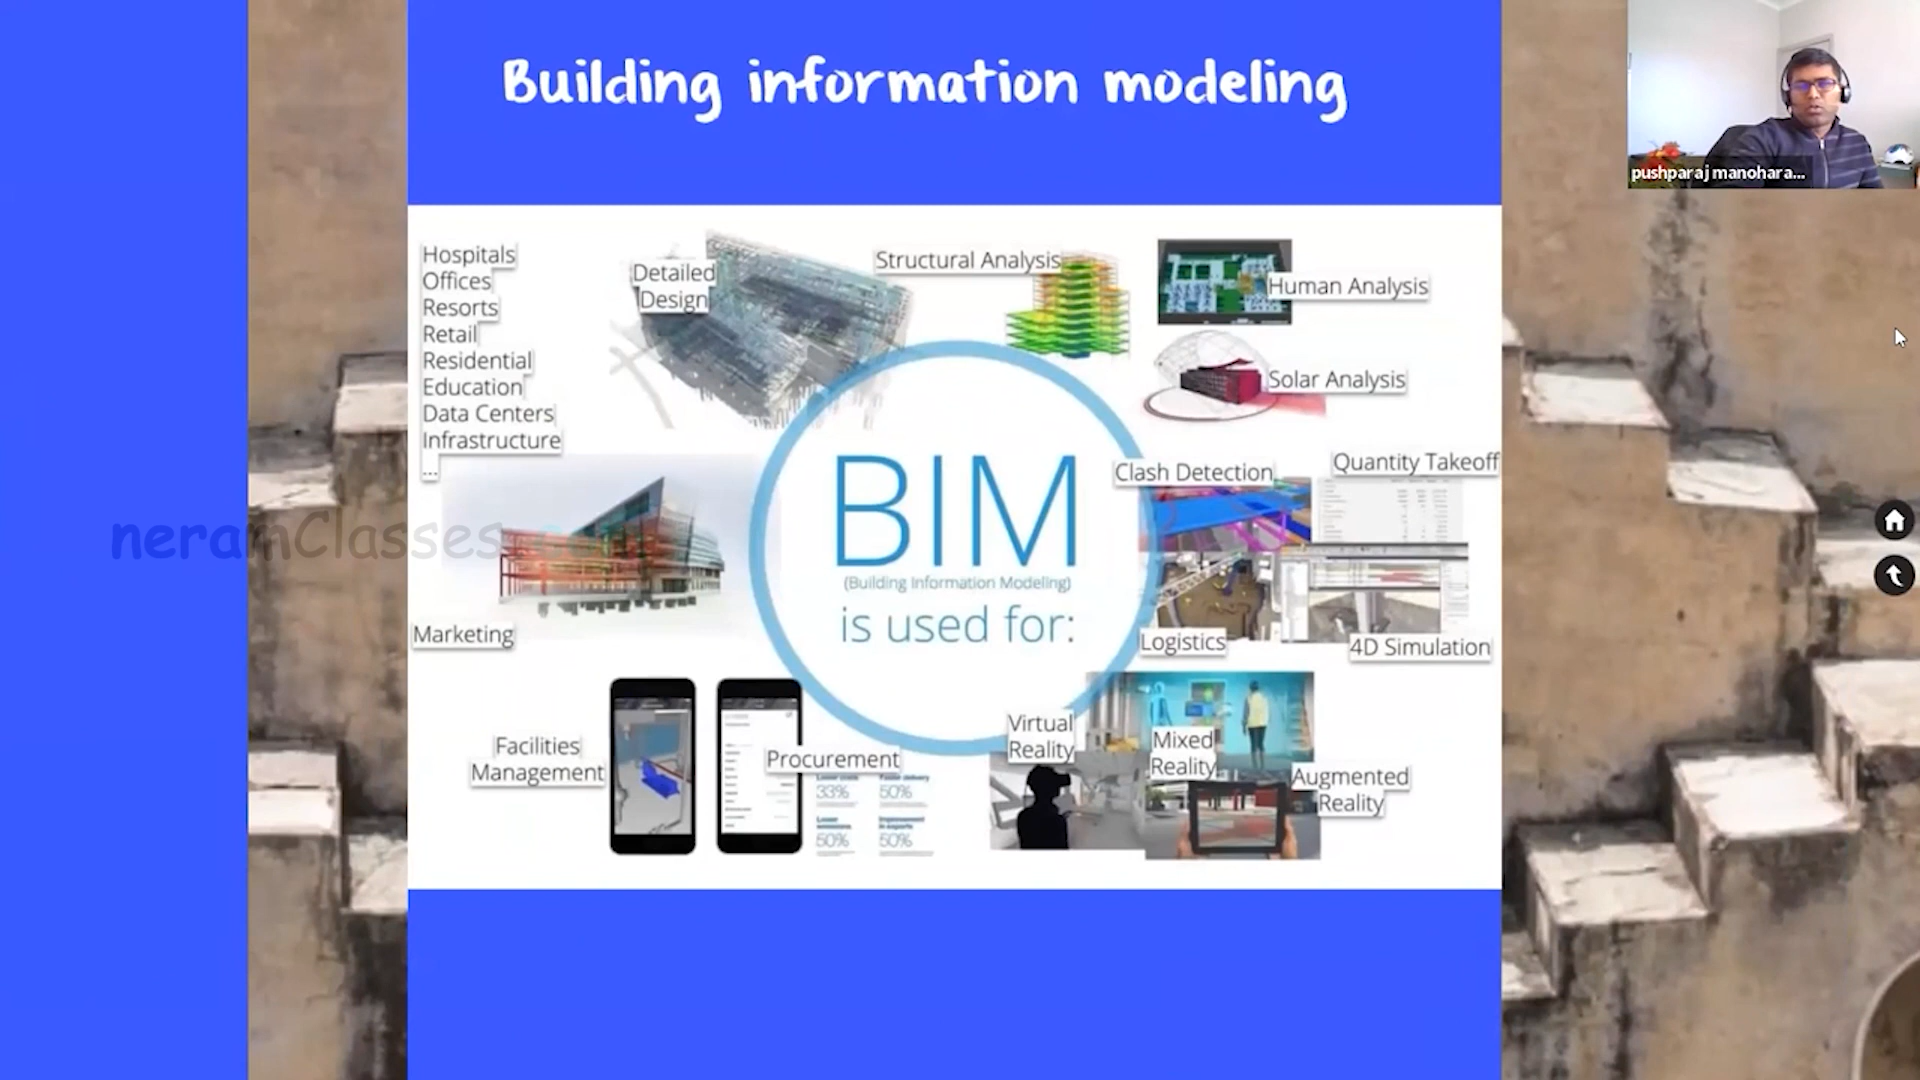 Building information modeling
pushparaj manohara...
Hospitals
Offices
Resorts
Retail
Residential
Education
Data Centers
Infrastructure
...
Detailed
Design
Structural Analysis
Human Analysis
Solar Analysis
BIM
(Building Information Modeling)
is used for:
Clash Detection
Quantity Takeoff
neramClasses
Marketing
Logistics
4D Simulation
Facilities
Management
Procurement
33%
50%
50%
50%
Virtual
Reality
Mixed
Reality
Augmented
Reality